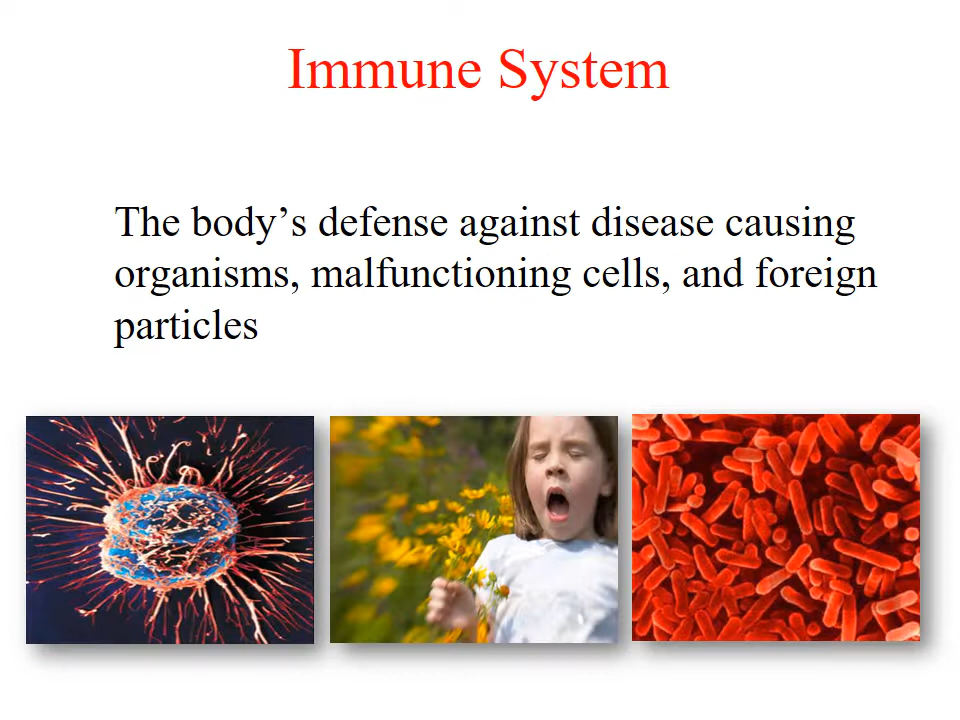 Immune System
The body’s defense against disease causing
organisms, malfunctioning cells, and foreign
particles